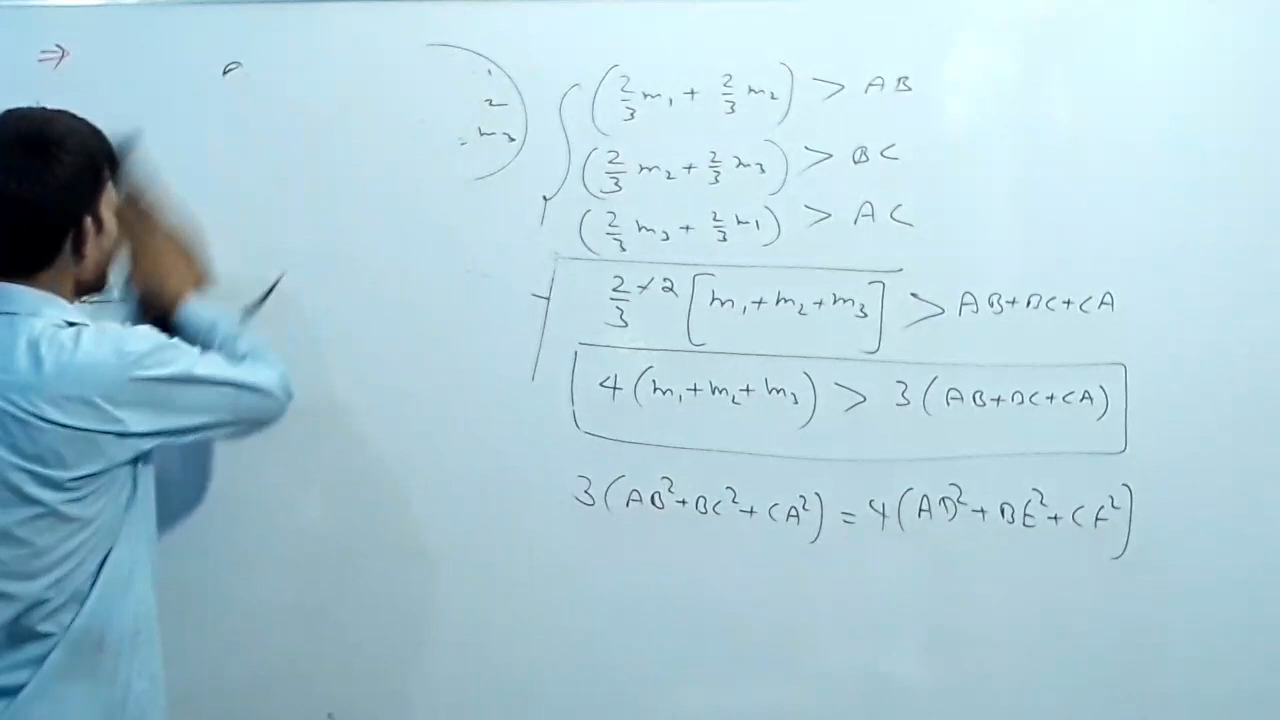 ⇒
2
= m₃
(2/3 m₁ + 2/3 m₂) > AB
(2/3 m₂ + 2/3 m₃) > BC
(2/3 m₃ + 2/3 m₁) > AC
2/3 × 2 [m₁ + m₂ + m₃] > AB + BC + CA
4 (m₁ + m₂ + m₃) > 3 (AB + BC + CA)
3 (AB² + BC² + CA²) = 4 (AD² + BE² + CF²)